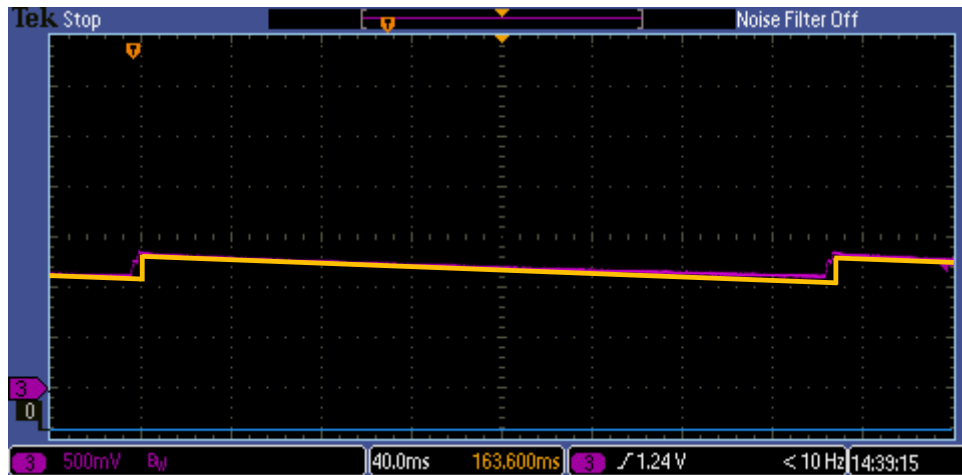 Tek Stop Noise Filter Off
T
T
3
0
3 500mV BW 40.0ms 163.600ms 3 1.24 V < 10 Hz 14:39:15